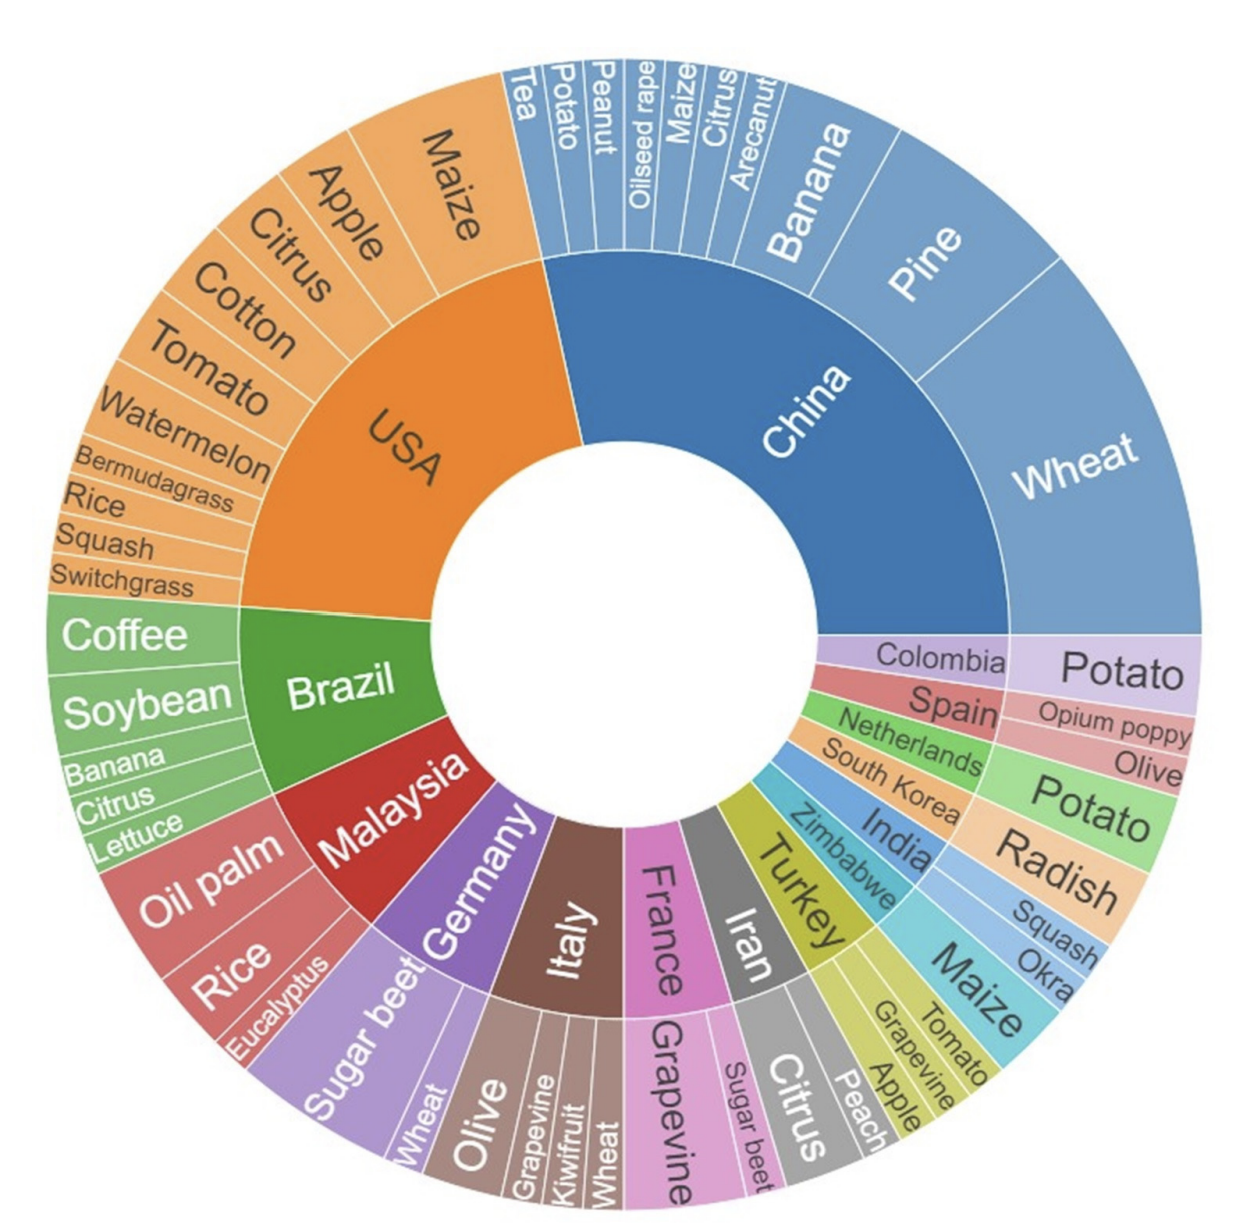 China
Tea
Potato
Peanut
Oilseed rape
Maize
Citrus
Arecanut
Banana
Pine
Wheat
Colombia
Potato
Spain
Opium poppy
Olive
Netherlands
Potato
South Korea
Radish
India
Squash
Okra
Zimbabwe
Maize
Turkey
Tomato
Grapevine
Apple
Iran
Peach
Citrus
France
Sugar beet
Grapevine
Italy
Wheat
Kiwifruit
Grapevine
Olive
Germany
Wheat
Sugar beet
Malaysia
Eucalyptus
Rice
Oil palm
Brazil
Lettuce
Citrus
Banana
Soybean
Coffee
USA
Switchgrass
Squash
Rice
Bermudagrass
Watermelon
Tomato
Cotton
Citrus
Apple
Maize